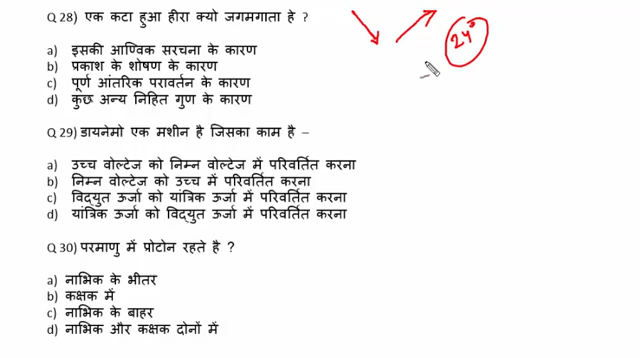 Q 28) एक कटा हुआ हीरा क्यो जगमगाता हे ?
24°
a) इसकी आण्विक सरचना के कारण
b) प्रकाश के शोषण के कारण
c) पूर्ण आंतरिक परावर्तन के कारण
d) कुछ अन्य निहित गुण के कारण
Q 29) डायनेमो एक मशीन है जिसका काम है –
a) उच्च वोल्टेज को निम्न वोल्टेज में परिवर्तित करना
b) निम्न वोल्टेज को उच्च में परिवर्तित करना
c) विद्युत ऊर्जा को यांत्रिक ऊर्जा में परिवर्तित करना
d) यांत्रिक ऊर्जा को विद्युत ऊर्जा में परिवर्तित करना
Q 30) परमाणु में प्रोटोन रहते है ?
a) नाभिक के भीतर
b) कक्षक में
c) नाभिक के बाहर
d) नाभिक और कक्षक दोनों में